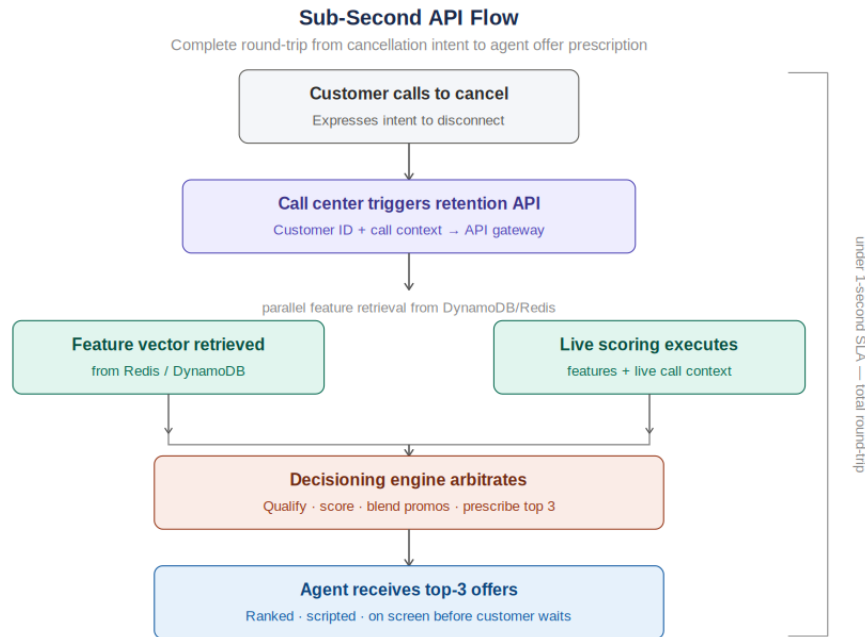 Sub-Second API Flow
Complete round-trip from cancellation intent to agent offer prescription
Customer calls to cancel
Expresses intent to disconnect
Call center triggers retention API
Customer ID + call context → API gateway
parallel feature retrieval from DynamoDB/Redis
Feature vector retrieved
from Redis / DynamoDB
Live scoring executes
features + live call context
Decisioning engine arbitrates
Qualify · score · blend promos · prescribe top 3
Agent receives top-3 offers
Ranked · scripted · on screen before customer waits
under 1-second SLA — total round-trip